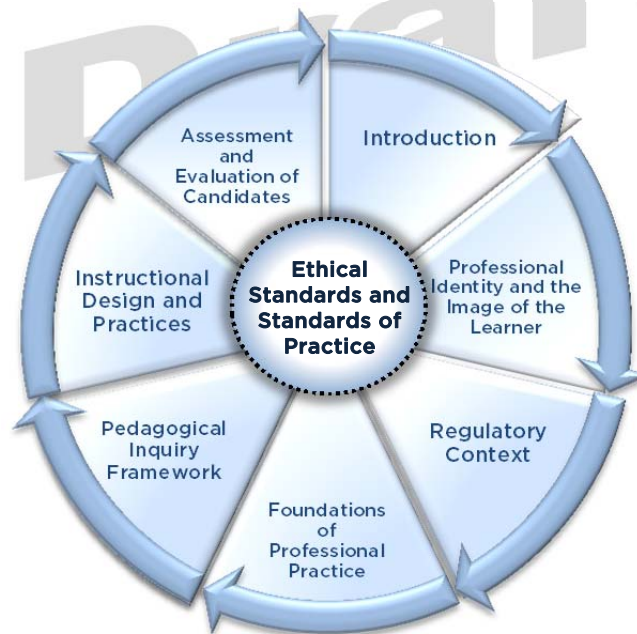 Draf
Introduction
Professional
Identity and the
Image of the
Learner
Regulatory
Context
Foundations
of
Professional
Practice
Pedagogical
Inquiry
Framework
Instructional
Design and
Practices
Assessment
and
Evaluation of
Candidates
Ethical
Standards and
Standards of
Practice